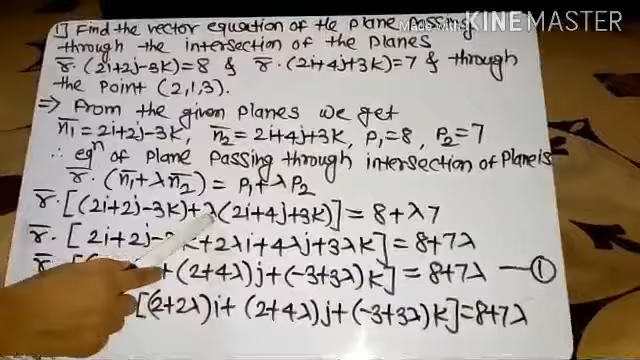 Made with KINEMASTER
1] Find the vector equation of the plane passing
through the intersection of the planes
r̅. (2i+2j-3k)=8 & r̅. (2i+4j+3k)=7 & through
the point (2,1,3).
⇒ From the given planes we get
n̅₁=2i+2j-3k, n̅₂=2i+4j+3k, P₁=8, P₂=7
∴ eqⁿ of plane passing through intersection of plane is
r̅. (n̅₁+λn̅₂) = P₁+λP₂
r̅.[(2i+2j-3k)+λ(2i+4j+3k)] = 8+λ7
r̅.[2i+2j-3k+2λi+4λj+3λk] = 8+7λ
+(2+4λ)j+(-3+3λ)k] = 8+7λ —①
[(2+2λ)i+(2+4λ)j+(-3+3λ)k]=8+7λ